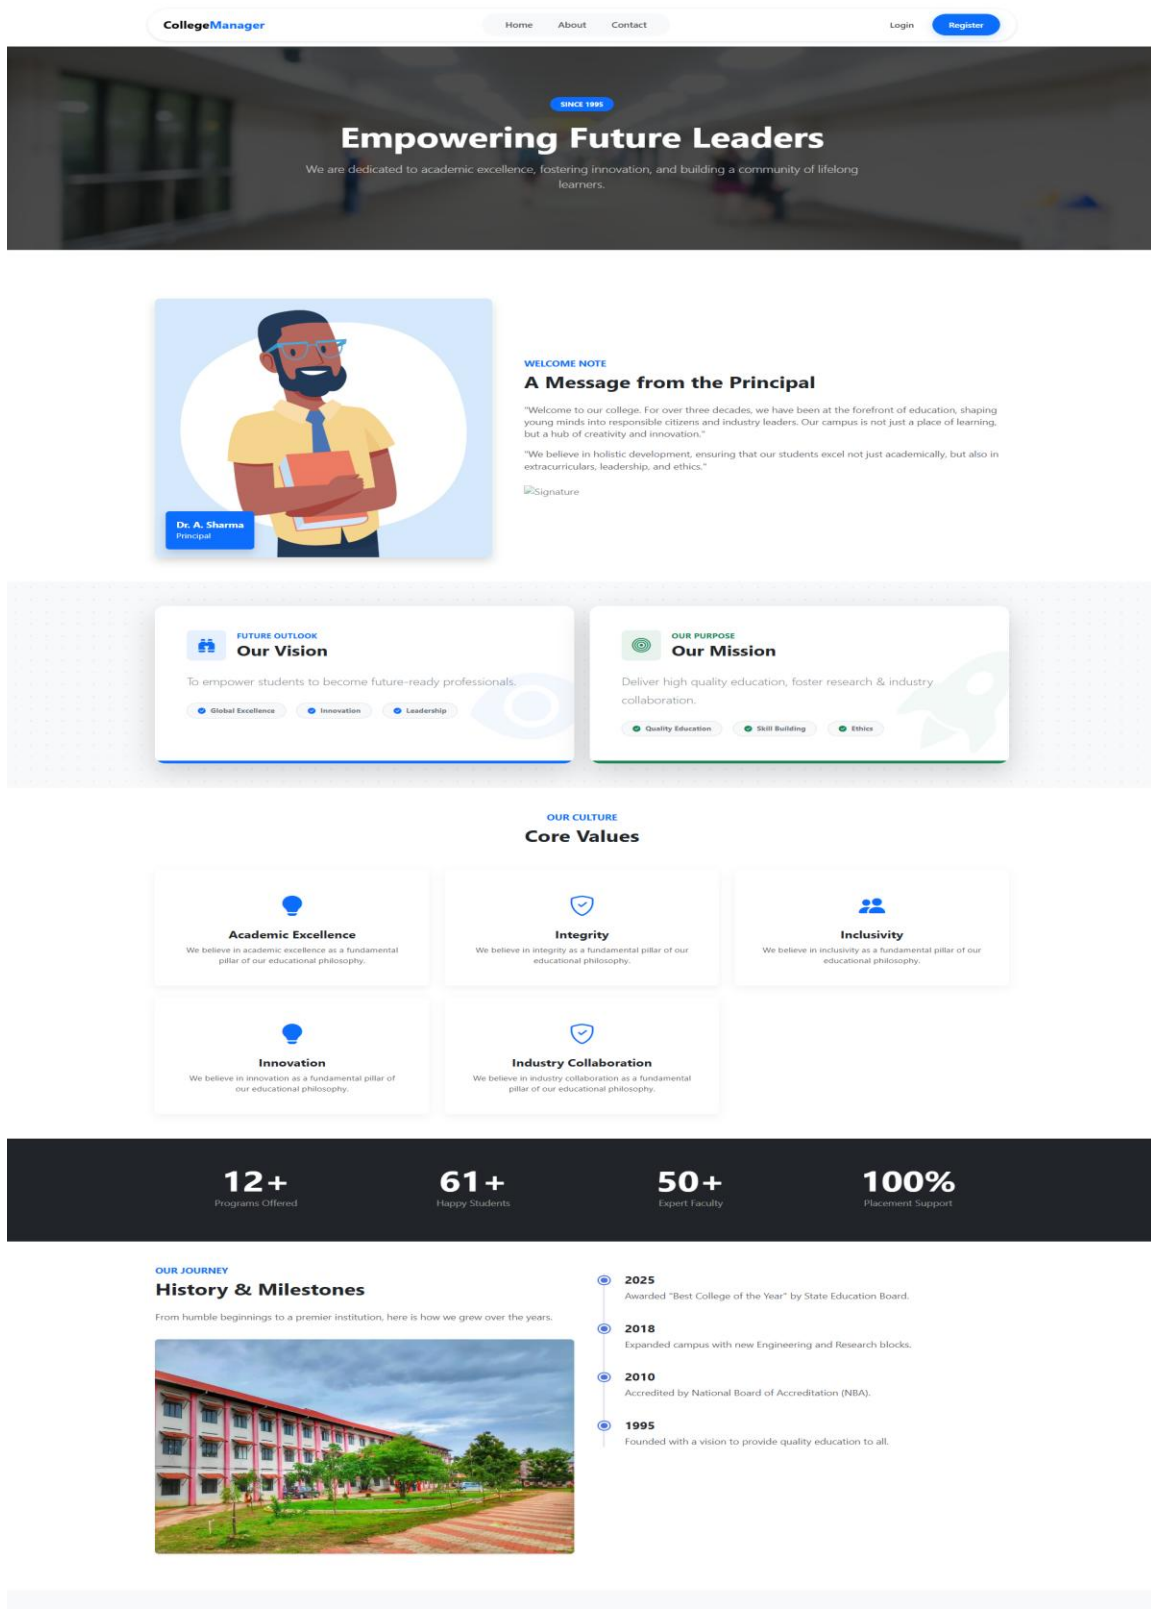 CollegeManager
Home About Contact
Login Register
SINCE 1995
Empowering Future Leaders
We are dedicated to academic excellence, fostering innovation, and building a community of lifelong
learners.
WELCOME NOTE
A Message from the Principal
"Welcome to our college. For over three decades, we have been at the forefront of education, shaping
young minds into responsible citizens and industry leaders. Our campus is not just a place of learning,
but a hub of creativity and innovation."
"We believe in holistic development, ensuring that our students excel not just academically, but also in
extracurriculars, leadership, and ethics."
Signature
Dr. A. Sharma
Principal
FUTURE OUTLOOK
Our Vision
To empower students to become future-ready professionals.
Global Excellence Innovation Leadership
OUR PURPOSE
Our Mission
Deliver high quality education, foster research & industry
collaboration.
Quality Education Skill Building Ethics
OUR CULTURE
Core Values
Academic Excellence
We believe in academic excellence as a fundamental
pillar of our educational philosophy.
Integrity
We believe in integrity as a fundamental pillar of our
educational philosophy.
Inclusivity
We believe in inclusivity as a fundamental pillar of our
educational philosophy.
Innovation
We believe in innovation as a fundamental pillar of
our educational philosophy.
Industry Collaboration
We believe in industry collaboration as a fundamental
pillar of our educational philosophy.
12+
Programs Offered
61+
Happy Students
50+
Expert Faculty
100%
Placement Support
OUR JOURNEY
History & Milestones
From humble beginnings to a premier institution, here is how we grew over the years.
2025
Awarded "Best College of the Year" by State Education Board.
2018
Expanded campus with new Engineering and Research blocks.
2010
Accredited by National Board of Accreditation (NBA).
1995
Founded with a vision to provide quality education to all.